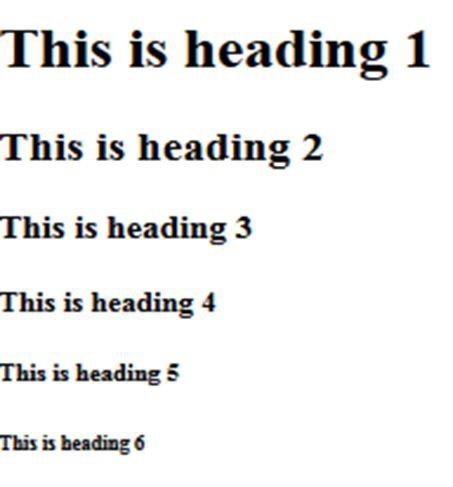 This is heading 1
This is heading 2
This is heading 3
This is heading 4
This is heading 5
This is heading 6